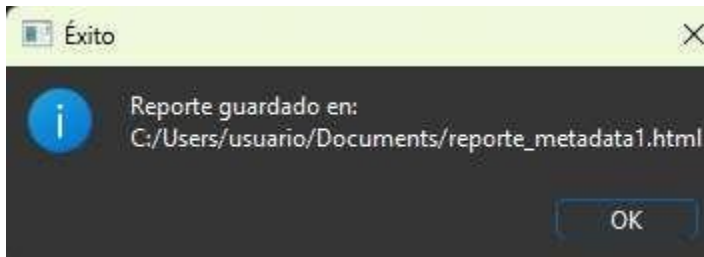 Éxito
Reporte guardado en:
C:/Users/usuario/Documents/reporte_metadata1.html
OK